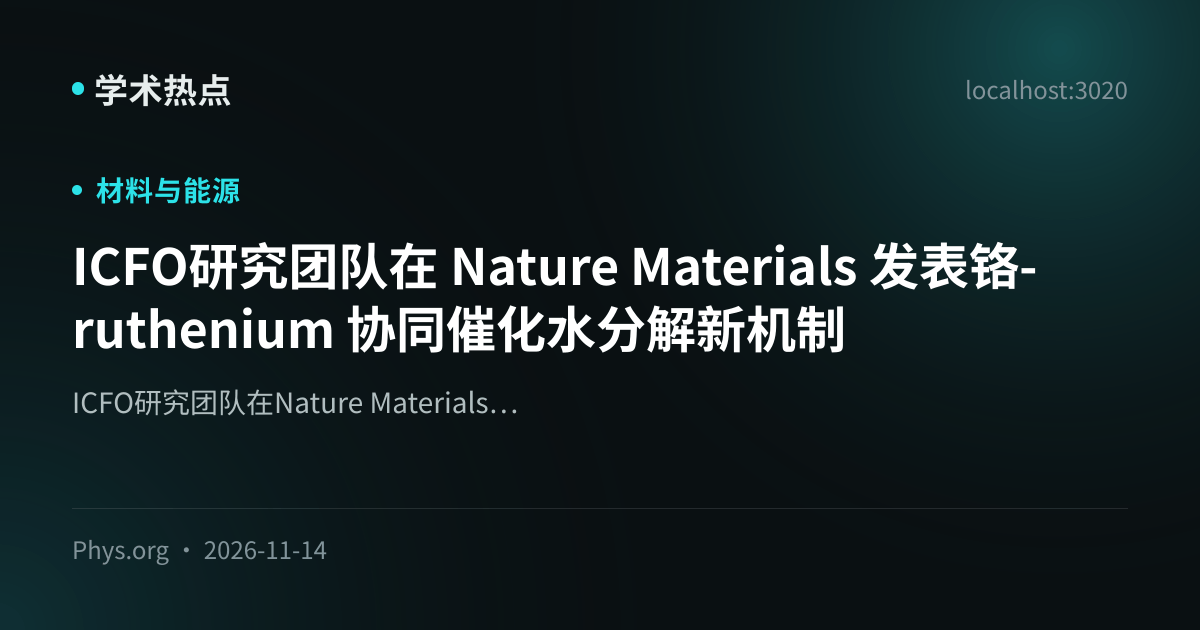 学术热点
localhost:3020
材料与能源
ICFO研究团队在 Nature Materials 发表铬-
ruthenium 协同催化水分解新机制
ICFO研究团队在Nature Materials…
Phys.org · 2026-11-14